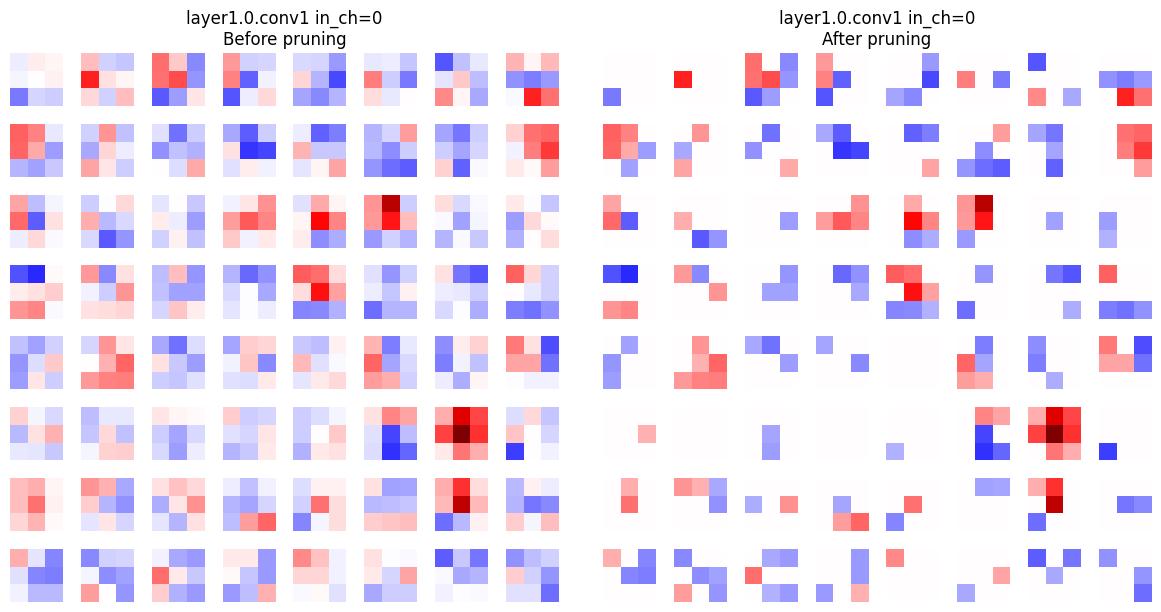 layer1.0.conv1 in_ch=0
Before pruning
layer1.0.conv1 in_ch=0
After pruning